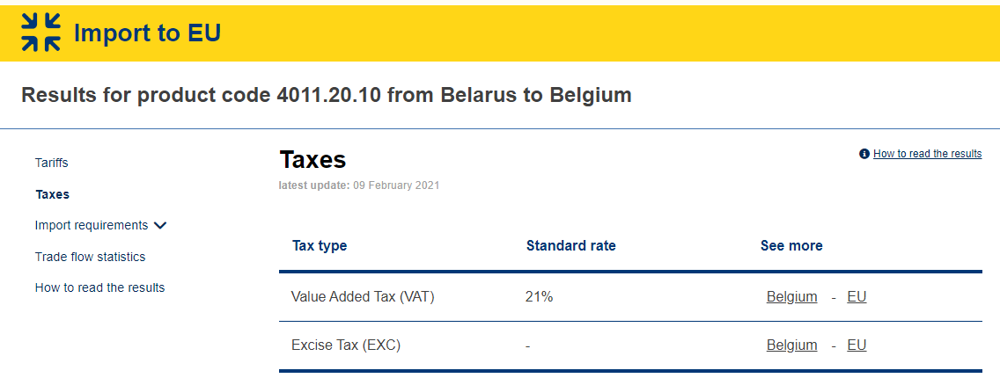 Import to EU
Results for product code 4011.20.10 from Belarus to Belgium
Tariffs
Taxes
Import requirements
Trade flow statistics
How to read the results
Taxes
How to read the results
latest update: 09 February 2021
Tax type Standard rate See more
Value Added Tax (VAT) 21% Belgium - EU
Excise Tax (EXC) - Belgium - EU